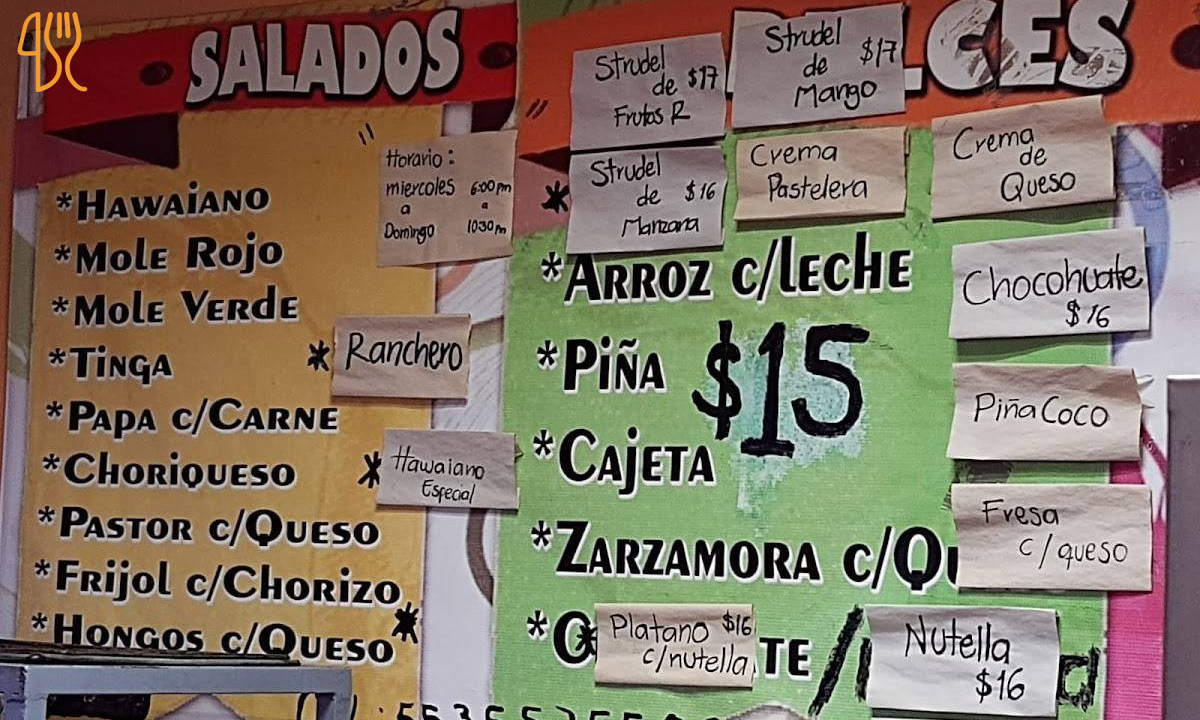 SALADOS
*HAWAiANO
*Mole Rojo
*Mole Verde
*Tinga
*Papa c/Carne
*Choriqueso
*Pastor c/Queso
*Frijol c/Chorizo
*Hongos c/Queso
Horario:
miercoles 6:00pm
a a
Domingo 10:30pm
* Ranchero
* Hawaiano
Especial
Strudel
de $17
Frutos R
Strudel $17
de
Mango
* Strudel
de $16
Manzana
Crema
Pastelera
Crema
de
Queso
*Arroz c/leche
*Piña $15
*Cajeta
*Zarzamora c/Qu
Chocohuate
$16
Piña Coco
Fresa
c/queso
* Platano $16
c/nutella
Nutella
$16